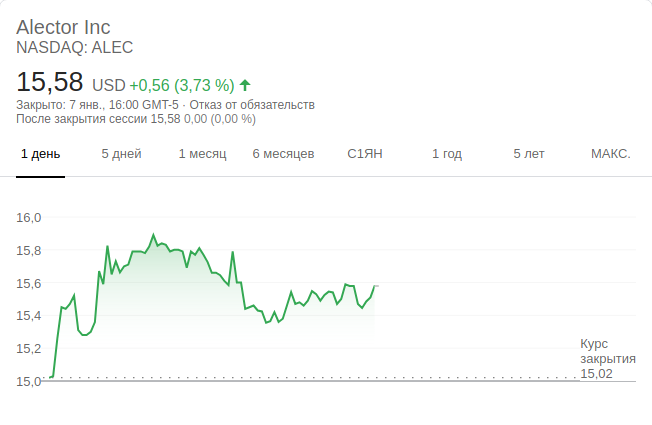 Alector Inc
NASDAQ: ALEC
15,58 USD +0,56 (3,73 %)
Закрыто: 7 янв., 16:00 GMT-5 · Отказ от обязательств
После закрытия сессии 15,58 0,00 (0,00 %)
1 день 5 дней 1 месяц 6 месяцев С1ЯН 1 год 5 лет МАКС.
16,0
15,8
15,6
15,4
15,2
15,0
Курс
закрытия
15,02